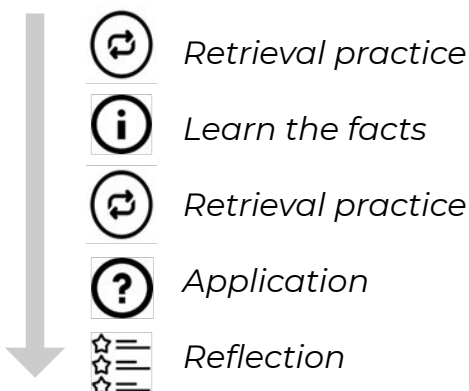 Retrieval practice
Learn the facts
Retrieval practice
Application
Reflection